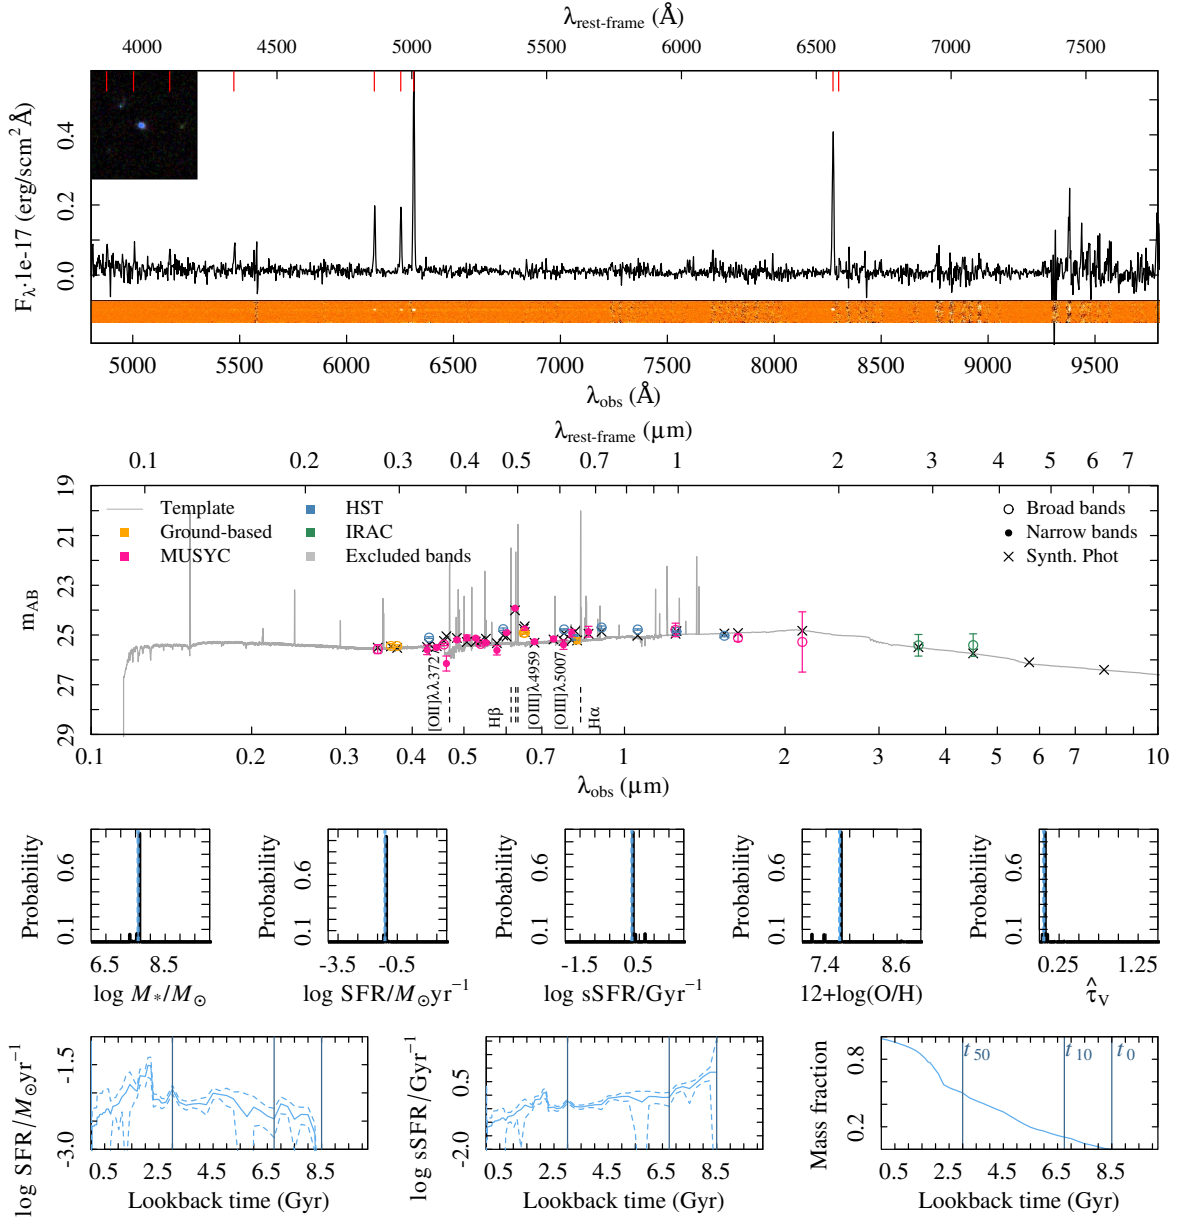 λrest-frame (Å)
4000 4500 5000 5500 6000 6500 7000 7500
Fλ·1e-17 (erg/scm²Å)
0.0 0.2 0.4
5000 5500 6000 6500 7000 7500 8000 8500 9000 9500
λobs (Å)
λrest-frame (μm)
0.1 0.2 0.3 0.4 0.5 0.7 1 2 3 4 5 6 7
mAB
19 21 23 25 27 29
Template
Ground-based
MUSYC
HST
IRAC
Excluded bands
Broad bands
Narrow bands
Synth. Phot
[OII]λλ372
Hβ
[OIII]λ4959
[OIII]λ5007
Hα
0.1 0.2 0.3 0.4 0.5 0.7 1 2 3 4 5 6 7 10
λobs (μm)
Probability
0.1 0.6
6.5 8.5
log M*/M⊙
Probability
0.1 0.6
-3.5 -0.5
log SFR/M⊙yr⁻¹
Probability
0.1 0.6
-1.5 0.5
log sSFR/Gyr⁻¹
Probability
0.1 0.6
7.4 8.6
12+log(O/H)
Probability
0.1 0.6
0.25 1.25
τ̂V
log SFR/M⊙yr⁻¹
-3.0 -1.5
0.5 2.5 4.5 6.5 8.5
Lookback time (Gyr)
log sSFR/Gyr⁻¹
-2.0 0.5
0.5 2.5 4.5 6.5 8.5
Lookback time (Gyr)
Mass fraction
0.2 0.8
t50 t10 t0
0.5 2.5 4.5 6.5 8.5
Lookback time (Gyr)